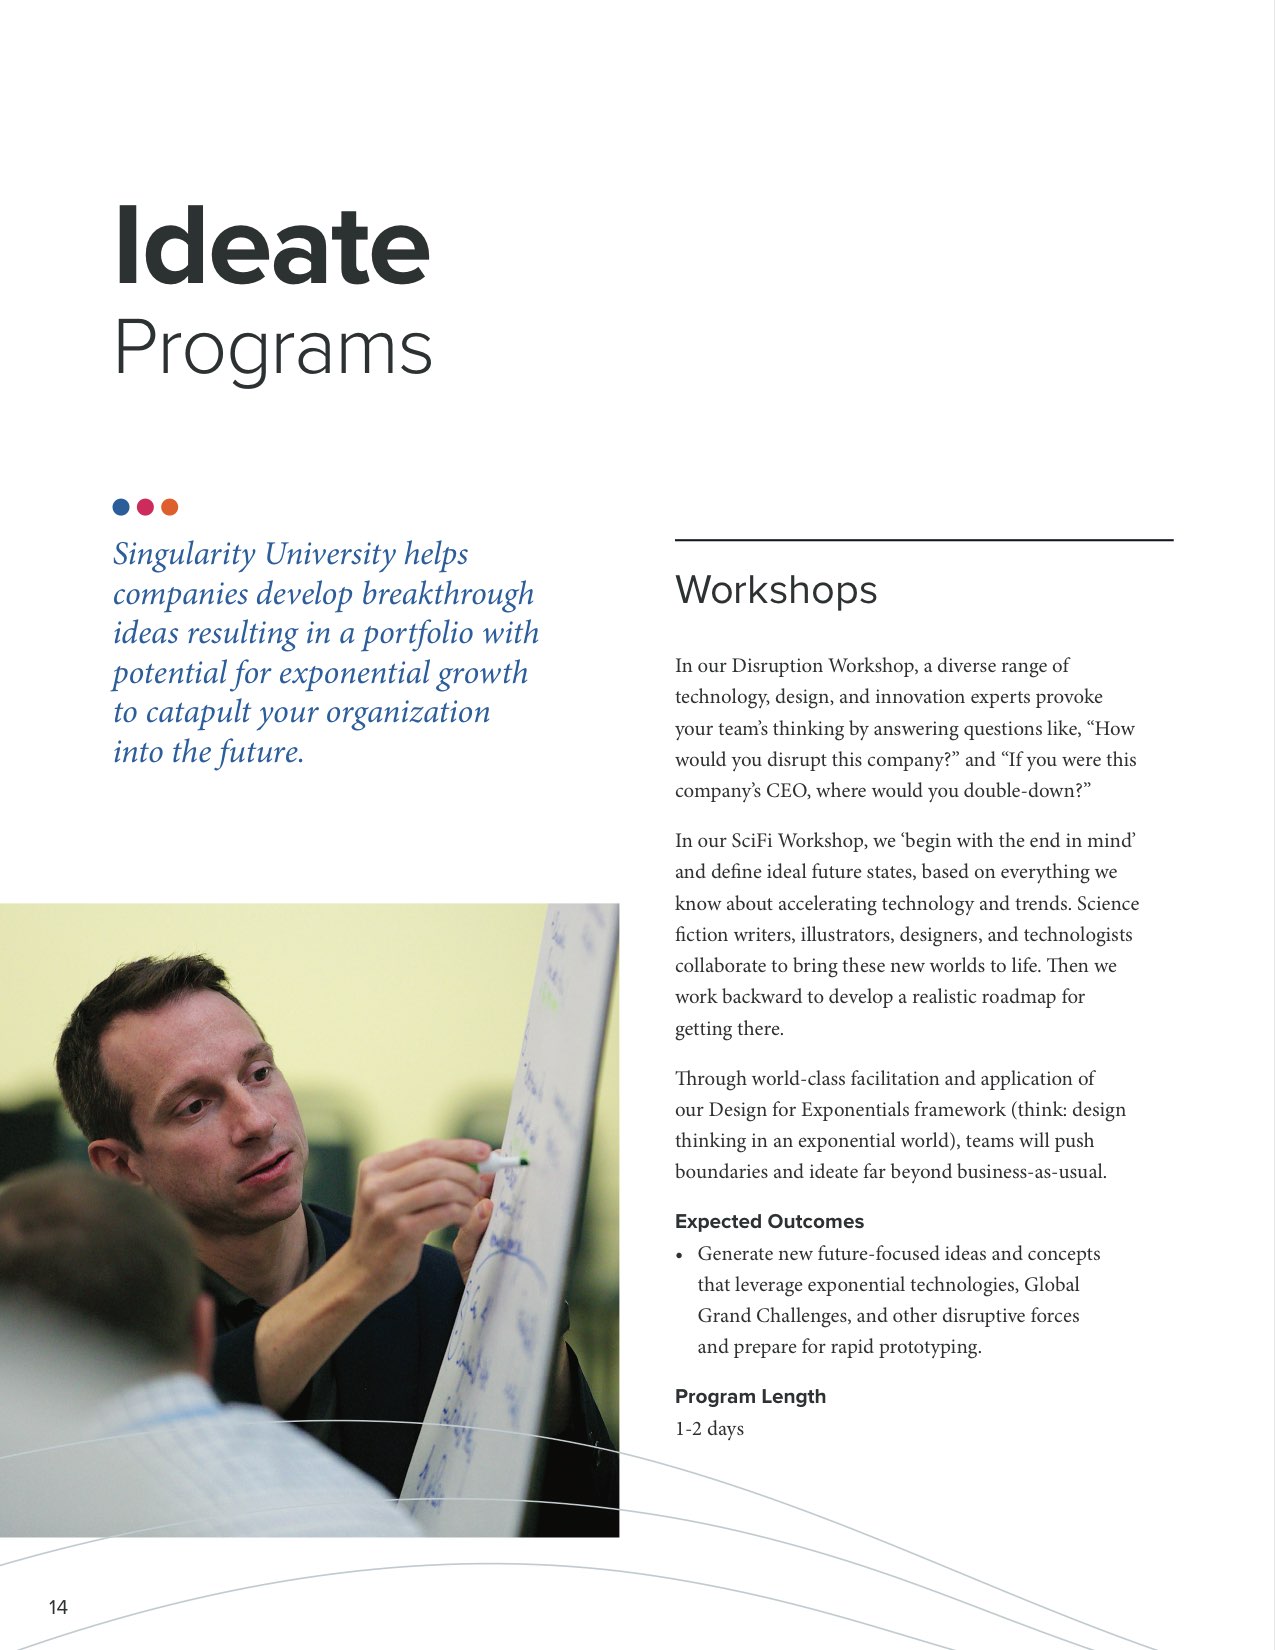 Ideate
Programs
Singularity University helps
companies develop breakthrough
ideas resulting in a portfolio with
potential for exponential growth
to catapult your organization
into the future.
Workshops
In our Disruption Workshop, a diverse range of
technology, design, and innovation experts provoke
your team’s thinking by answering questions like, “How
would you disrupt this company?” and “If you were this
company’s CEO, where would you double-down?”
In our SciFi Workshop, we ‘begin with the end in mind’
and define ideal future states, based on everything we
know about accelerating technology and trends. Science
fiction writers, illustrators, designers, and technologists
collaborate to bring these new worlds to life. Then we
work backward to develop a realistic roadmap for
getting there.
Through world-class facilitation and application of
our Design for Exponentials framework (think: design
thinking in an exponential world), teams will push
boundaries and ideate far beyond business-as-usual.
Expected Outcomes
• Generate new future-focused ideas and concepts
that leverage exponential technologies, Global
Grand Challenges, and other disruptive forces
and prepare for rapid prototyping.
Program Length
1-2 days
14